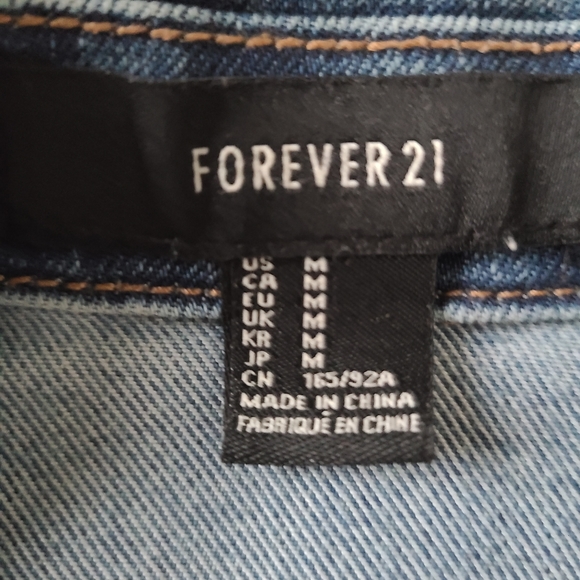 FOREVER 21
US M
CA M
EU M
UK M
KR M
JP M
CN 165/92A
MADE IN CHINA
FABRIQUÉ EN CHINE